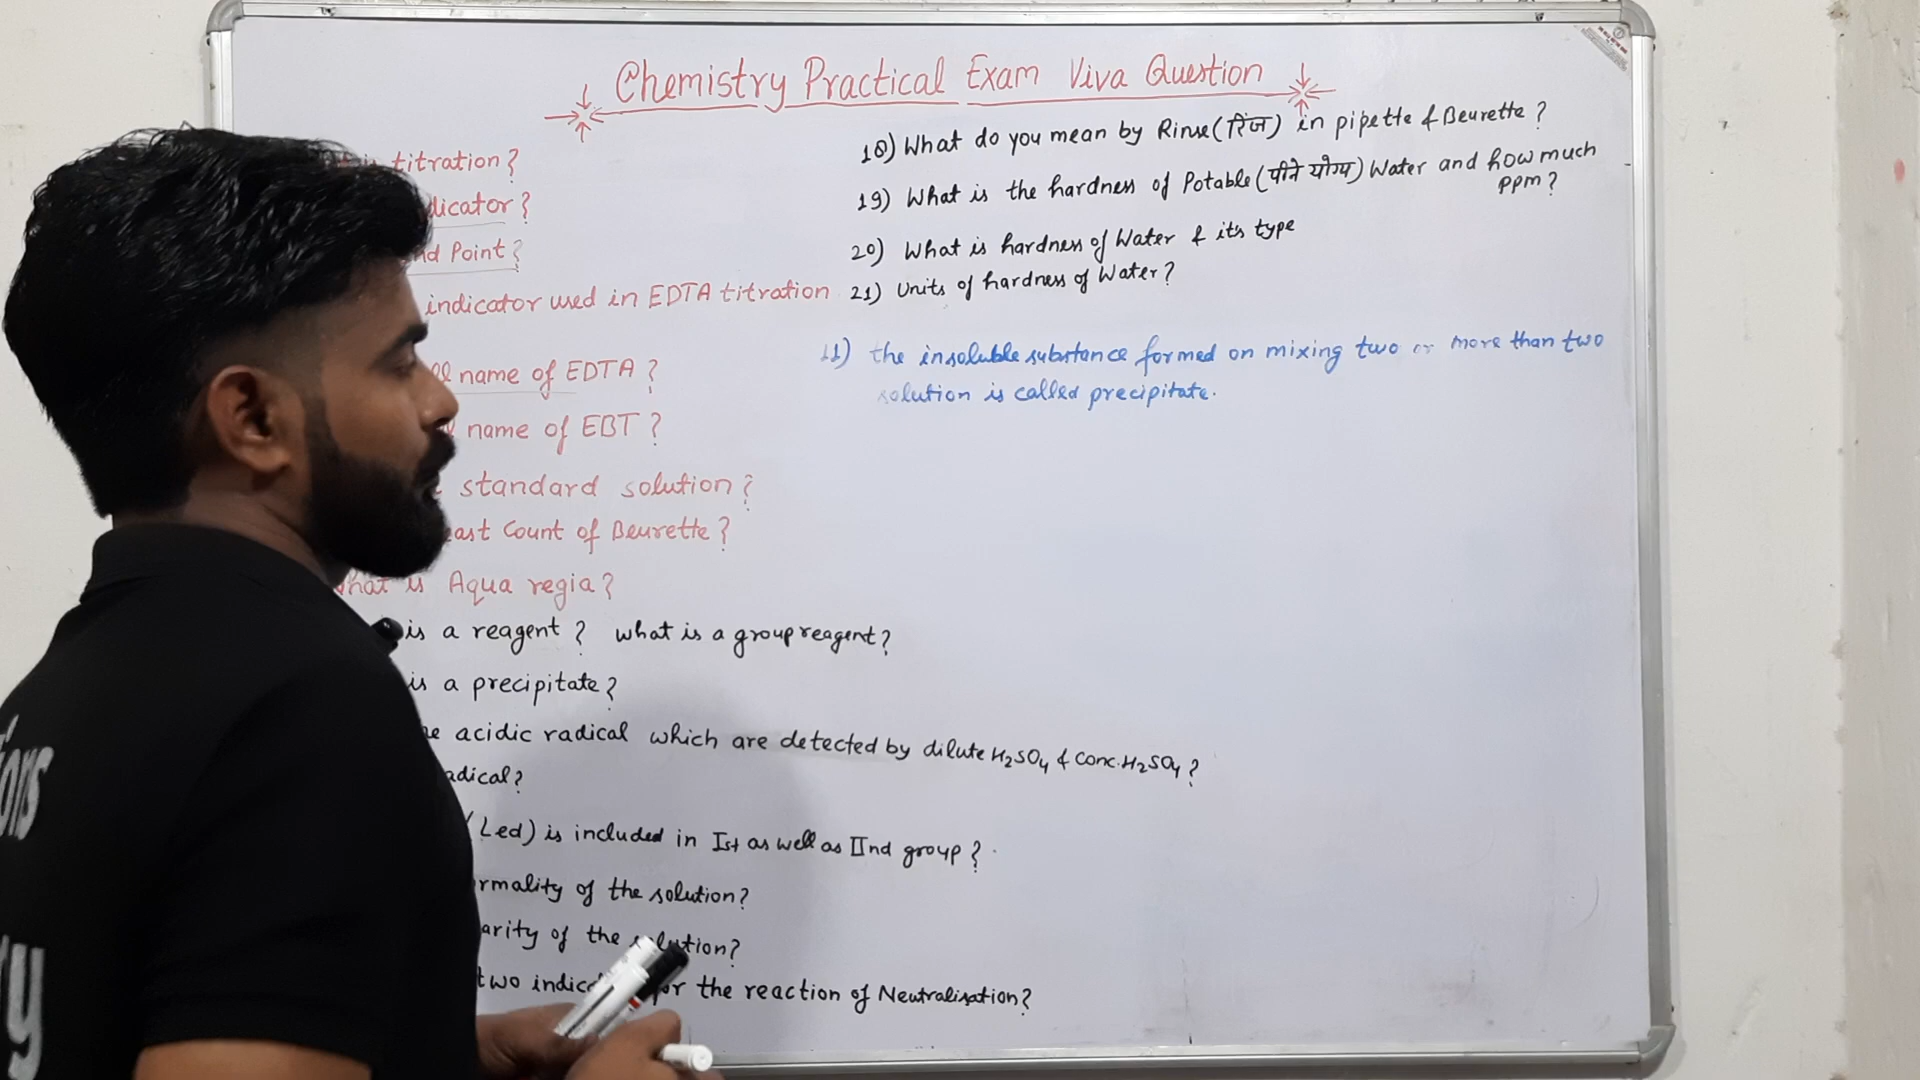 Chemistry Practical Exam Viva Question
titration?
dicator?
nd Point?
indicator used in EDTA titration
ll name of EDTA?
name of EBT?
standard solution?
east Count of Beurette?
What is Aqua regia?
is a reagent? what is a group reagent?
is a precipitate?
e acidic radical which are detected by dilute H2SO4 & Conc. H2SO4?
adical?
(Led) is included in Ist as well as IInd group?
rmality of the solution?
arity of the solution?
two indic for the reaction of Neutralisation?
18) What do you mean by Rinse (रिंज) in pipette & Beurette?
19) What is the hardness of Potable (पीने योग्य) Water and how much
ppm?
20) What is hardness of Water & it's type
21) Units of hardness of Water?
11) the insoluble substance formed on mixing two or more than two
solution is called precipitate.
ions
y